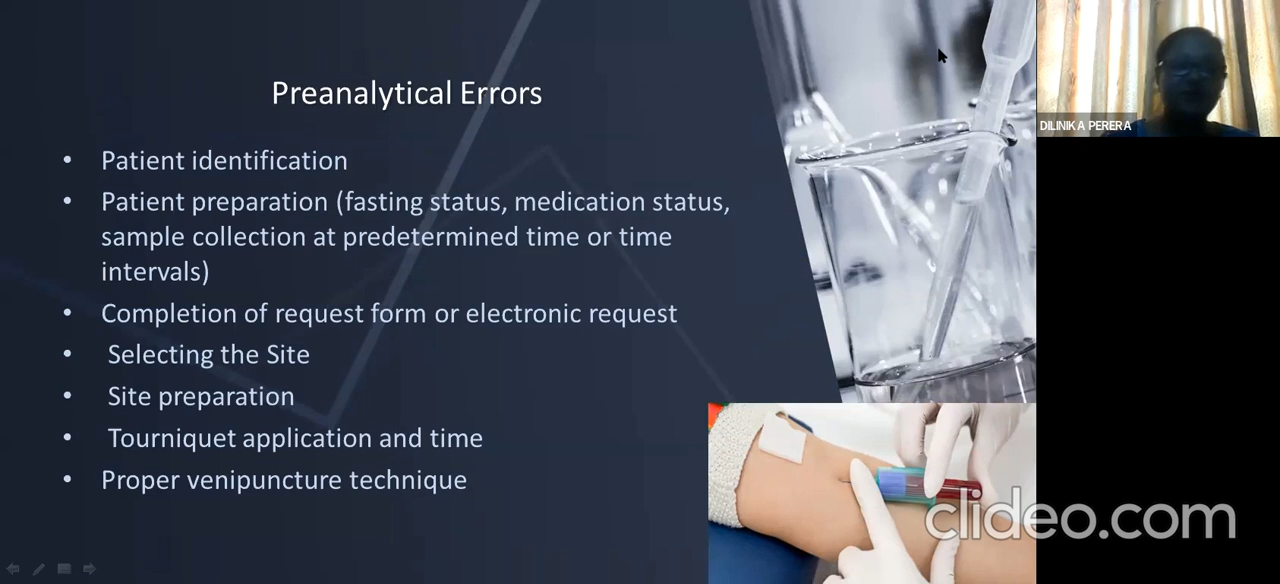 Preanalytical Errors
• Patient identification
• Patient preparation (fasting status, medication status,
sample collection at predetermined time or time
intervals)
• Completion of request form or electronic request
• Selecting the Site
• Site preparation
• Tourniquet application and time
• Proper venipuncture technique
DILINIKA PERERA
clideo.com